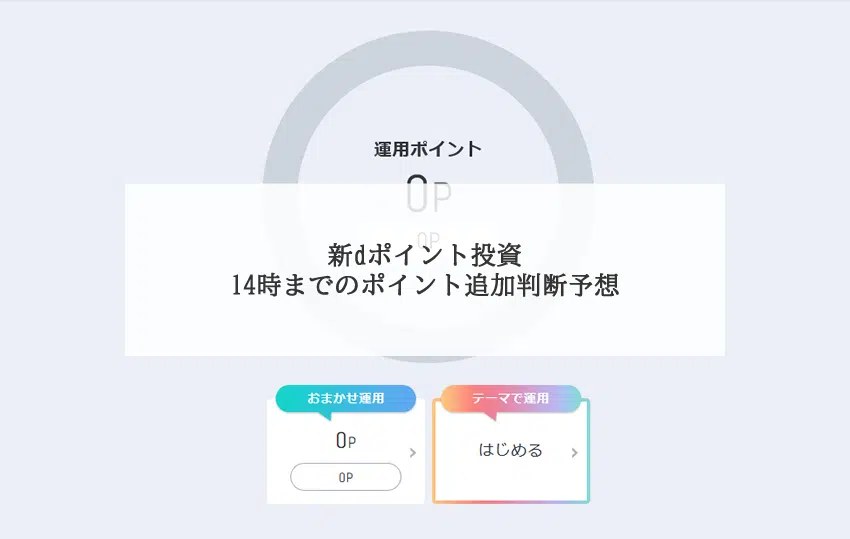 運用ポイント
0P
0P
新dポイント投資
14時までのポイント追加判断予想
おまかせ運用
0P
0P
テーマで運用
はじめる